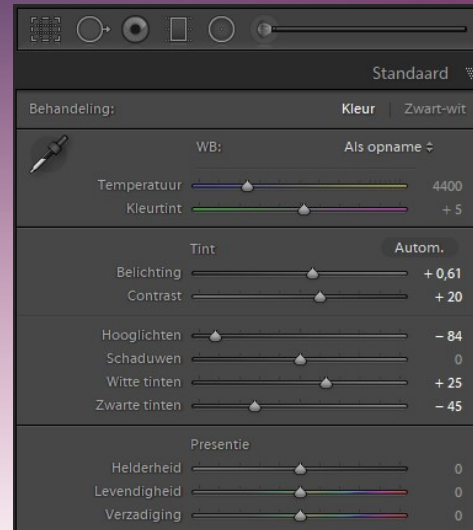 Standaard
Behandeling: Kleur | Zwart-wit
WB: Als opname
Temperatuur 4400
Kleurtint + 5
Tint Autom.
Belichting + 0,61
Contrast + 20
Hooglichten − 84
Schaduwen 0
Witte tinten + 25
Zwarte tinten − 45
Presentie
Helderheid 0
Levendigheid 0
Verzadiging 0